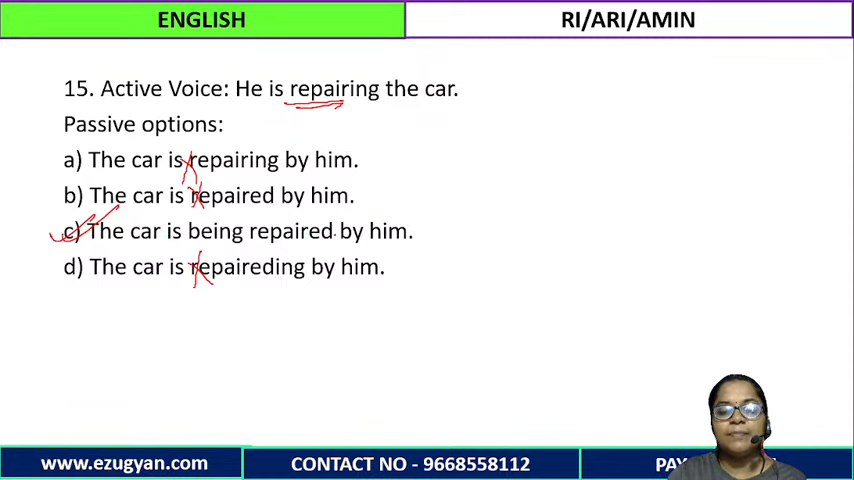 ENGLISH
RI/ARI/AMIN
15. Active Voice: He is repairing the car.
Passive options:
a) The car is repairing by him.
b) The car is repaired by him.
c) The car is being repaired by him.
d) The car is repaireding by him.
www.ezugyan.com
CONTACT NO - 9668558112